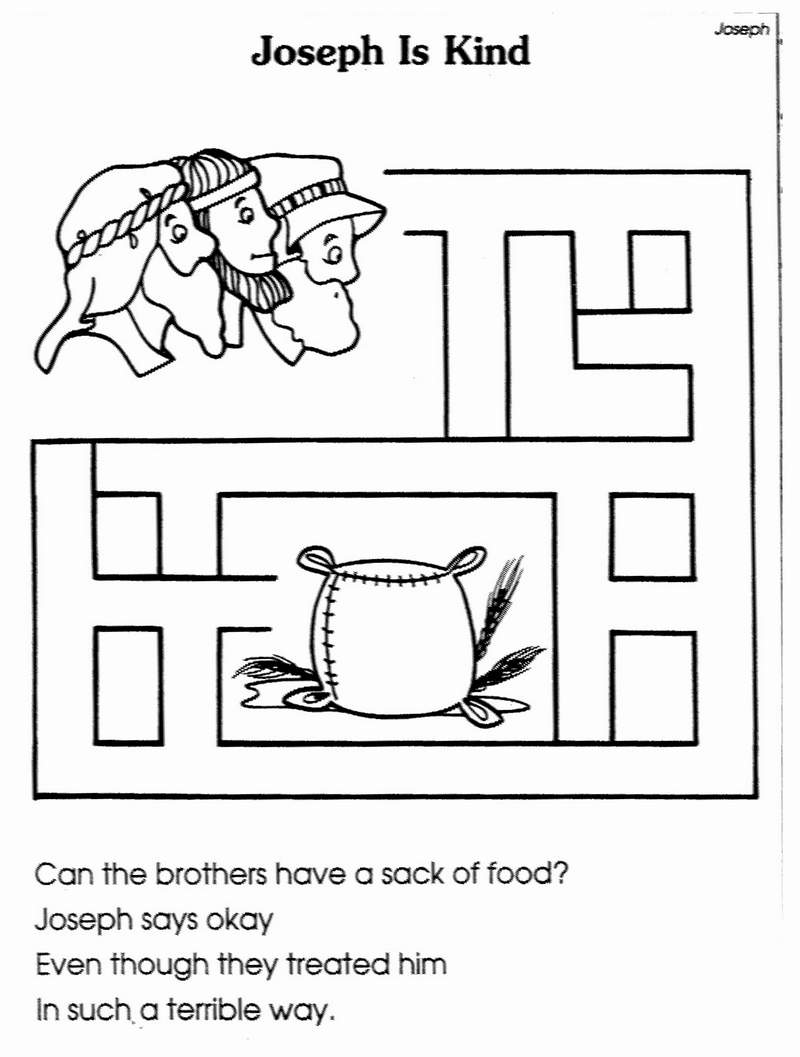 Joseph
Joseph Is Kind
Can the brothers have a sack of food?
Joseph says okay
Even though they treated him
In such a terrible way.